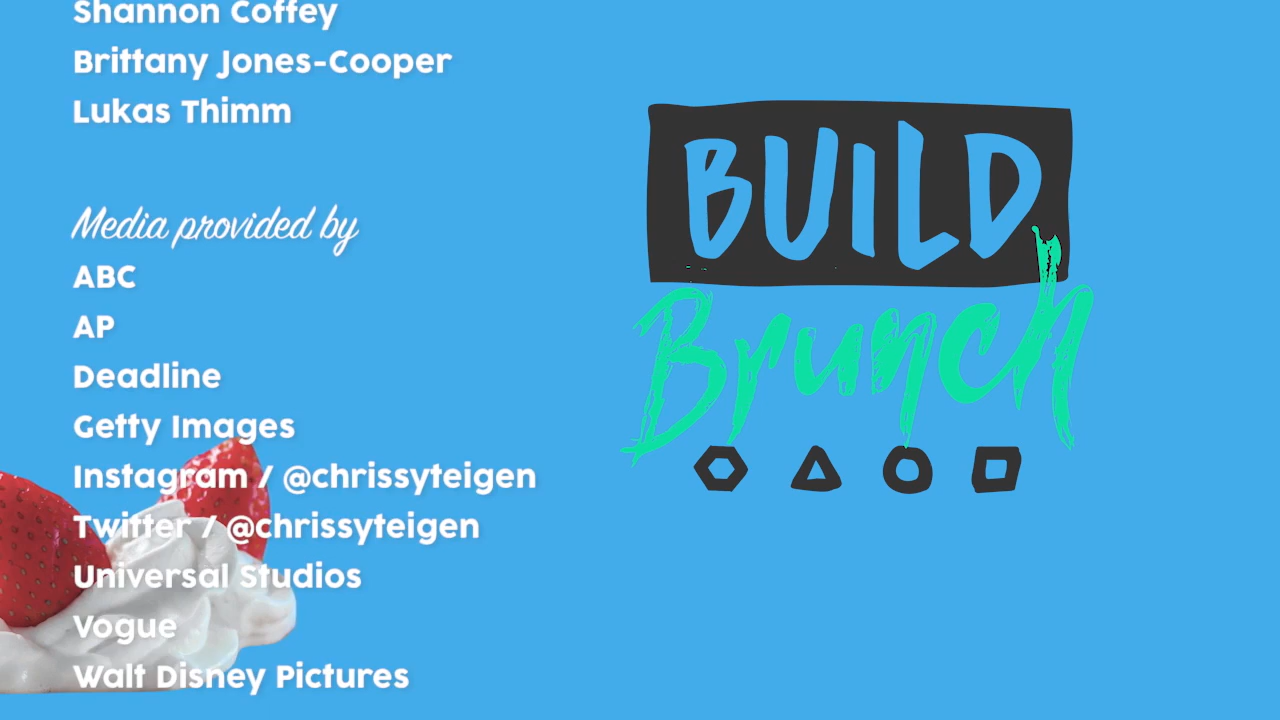 Shannon Coffey
Brittany Jones-Cooper
Lukas Thimm
Media provided by
ABC
AP
Deadline
Getty Images
Instagram / @chrissyteigen
Twitter / @chrissyteigen
Universal Studios
Vogue
Walt Disney Pictures
BUILD
Brunch